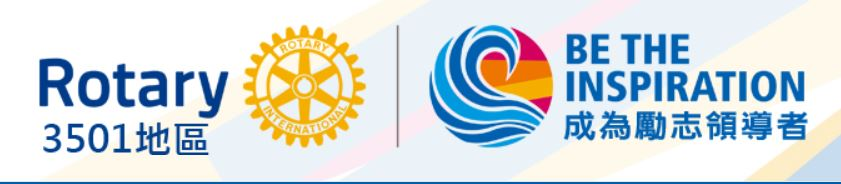 Rotary
3501地區
ROTARY
INTERNATIONAL
BE THE
INSPIRATION
成為勵志領導者